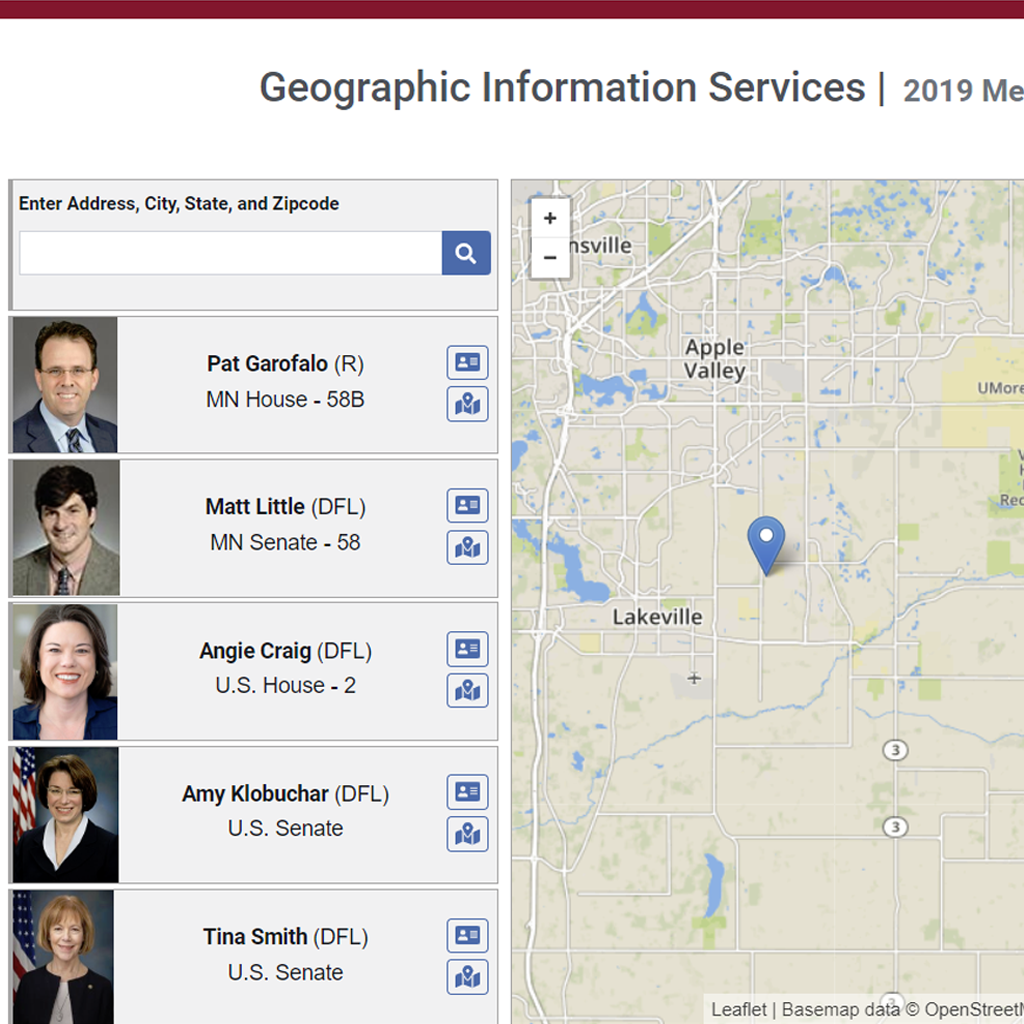 Geographic Information Services | 2019 Me
Enter Address, City, State, and Zipcode
Pat Garofalo (R)
MN House - 58B
Matt Little (DFL)
MN Senate - 58
Angie Craig (DFL)
U.S. House - 2
Amy Klobuchar (DFL)
U.S. Senate
Tina Smith (DFL)
U.S. Senate
+
−
nsville
Apple
Valley
UMore
V
Rec
Lakeville
3
3
3
Leaflet | Basemap data © OpenStreetM